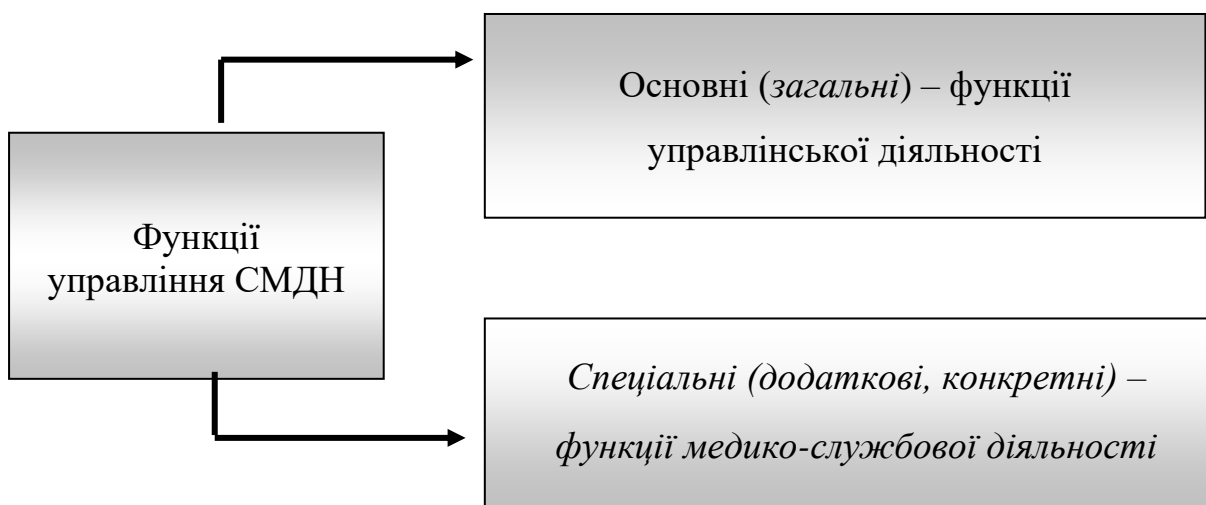 Основні (загальні) – функції
управлінської діяльності
Функції
управління СМДН
Спеціальні (додаткові, конкретні) –
функції медико-службової діяльності